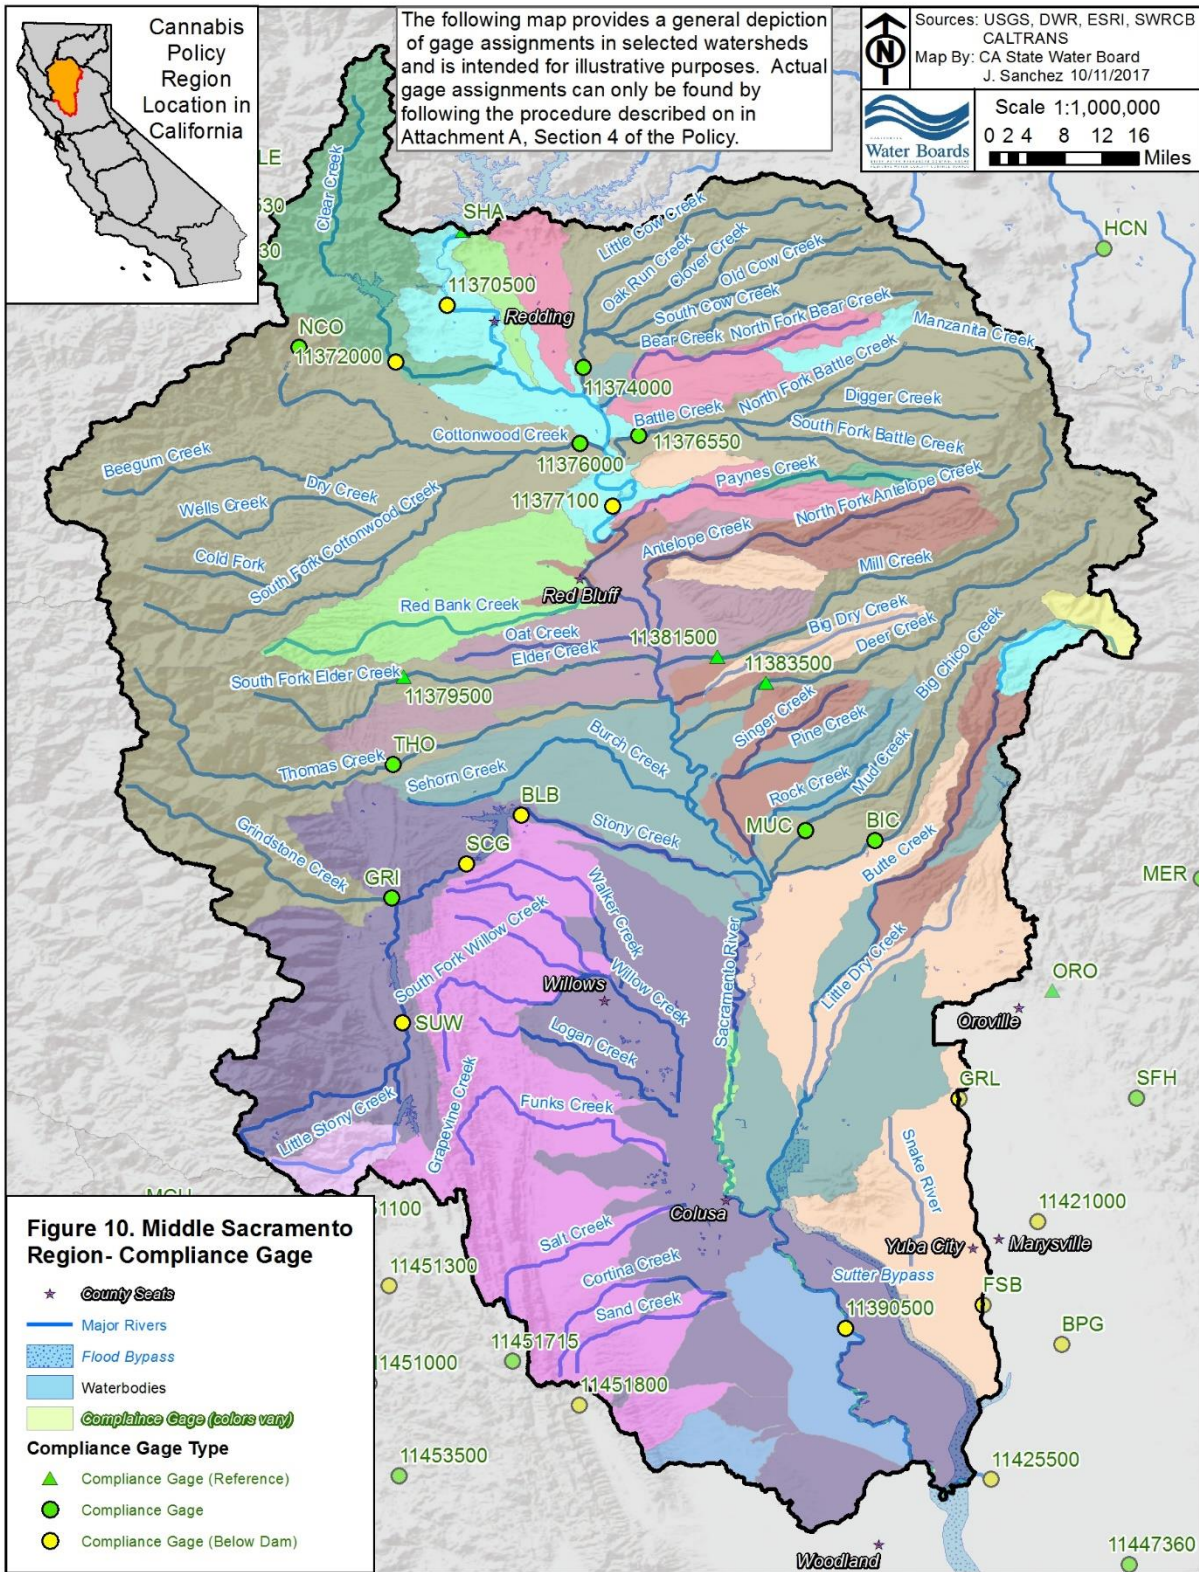 Cannabis
Policy
Region
Location in
California
The following map provides a general depiction
of gage assignments in selected watersheds
and is intended for illustrative purposes. Actual
gage assignments can only be found by
following the procedure described on in
Attachment A, Section 4 of the Policy.
N
Sources: USGS, DWR, ESRI, SWRCB
CALTRANS
Map By: CA State Water Board
J. Sanchez 10/11/2017
Water Boards
Scale 1:1,000,000
0 2 4 8 12 16
Miles
LE
530
30
Clear Creek
SHA
HCN
Little Cow Creek
Oak Run Creek
Clover Creek
Old Cow Creek
South Cow Creek
11370500
Redding
NCO
11372000
Bear Creek
North Fork Bear Creek
Manzanita Creek
11374000
North Fork Battle Creek
Digger Creek
Battle Creek
South Fork Battle Creek
Cottonwood Creek
11376550
11376000
Beegum Creek
Dry Creek
Wells Creek
Cold Fork
South Fork Cottonwood Creek
11377100
Paynes Creek
North Fork Antelope Creek
Antelope Creek
Mill Creek
Red Bluff
Red Bank Creek
Big Dry Creek
Deer Creek
Big Chico Creek
Oat Creek
Elder Creek
11381500
11383500
South Fork Elder Creek
11379500
Singer Creek
Pine Creek
Burch Creek
THO
Thomas Creek
Sehorn Creek
Rock Creek
Mud Creek
BLB
Stony Creek
MUC
BIC
Butte Creek
SCG
Grindstone Creek
GRI
MER
Walker Creek
South Fork Willow Creek
Willow Creek
Willows
Sacramento River
Little Dry Creek
ORO
Oroville
SUW
Logan Creek
Grapevine Creek
Funks Creek
GRL
SFH
Little Stony Creek
Snake River
Colusa
11421000
Yuba City
Marysville
Salt Creek
Sutter Bypass
Cortina Creek
FSB
Sand Creek
11390500
BPG
1100
11451300
11451715
11451000
11451800
11453500
11425500
Woodland
11447360
Figure 10. Middle Sacramento
Region- Compliance Gage
County Seats
Major Rivers
Flood Bypass
Waterbodies
Complaince Gage (colors vary)
Compliance Gage Type
Compliance Gage (Reference)
Compliance Gage
Compliance Gage (Below Dam)